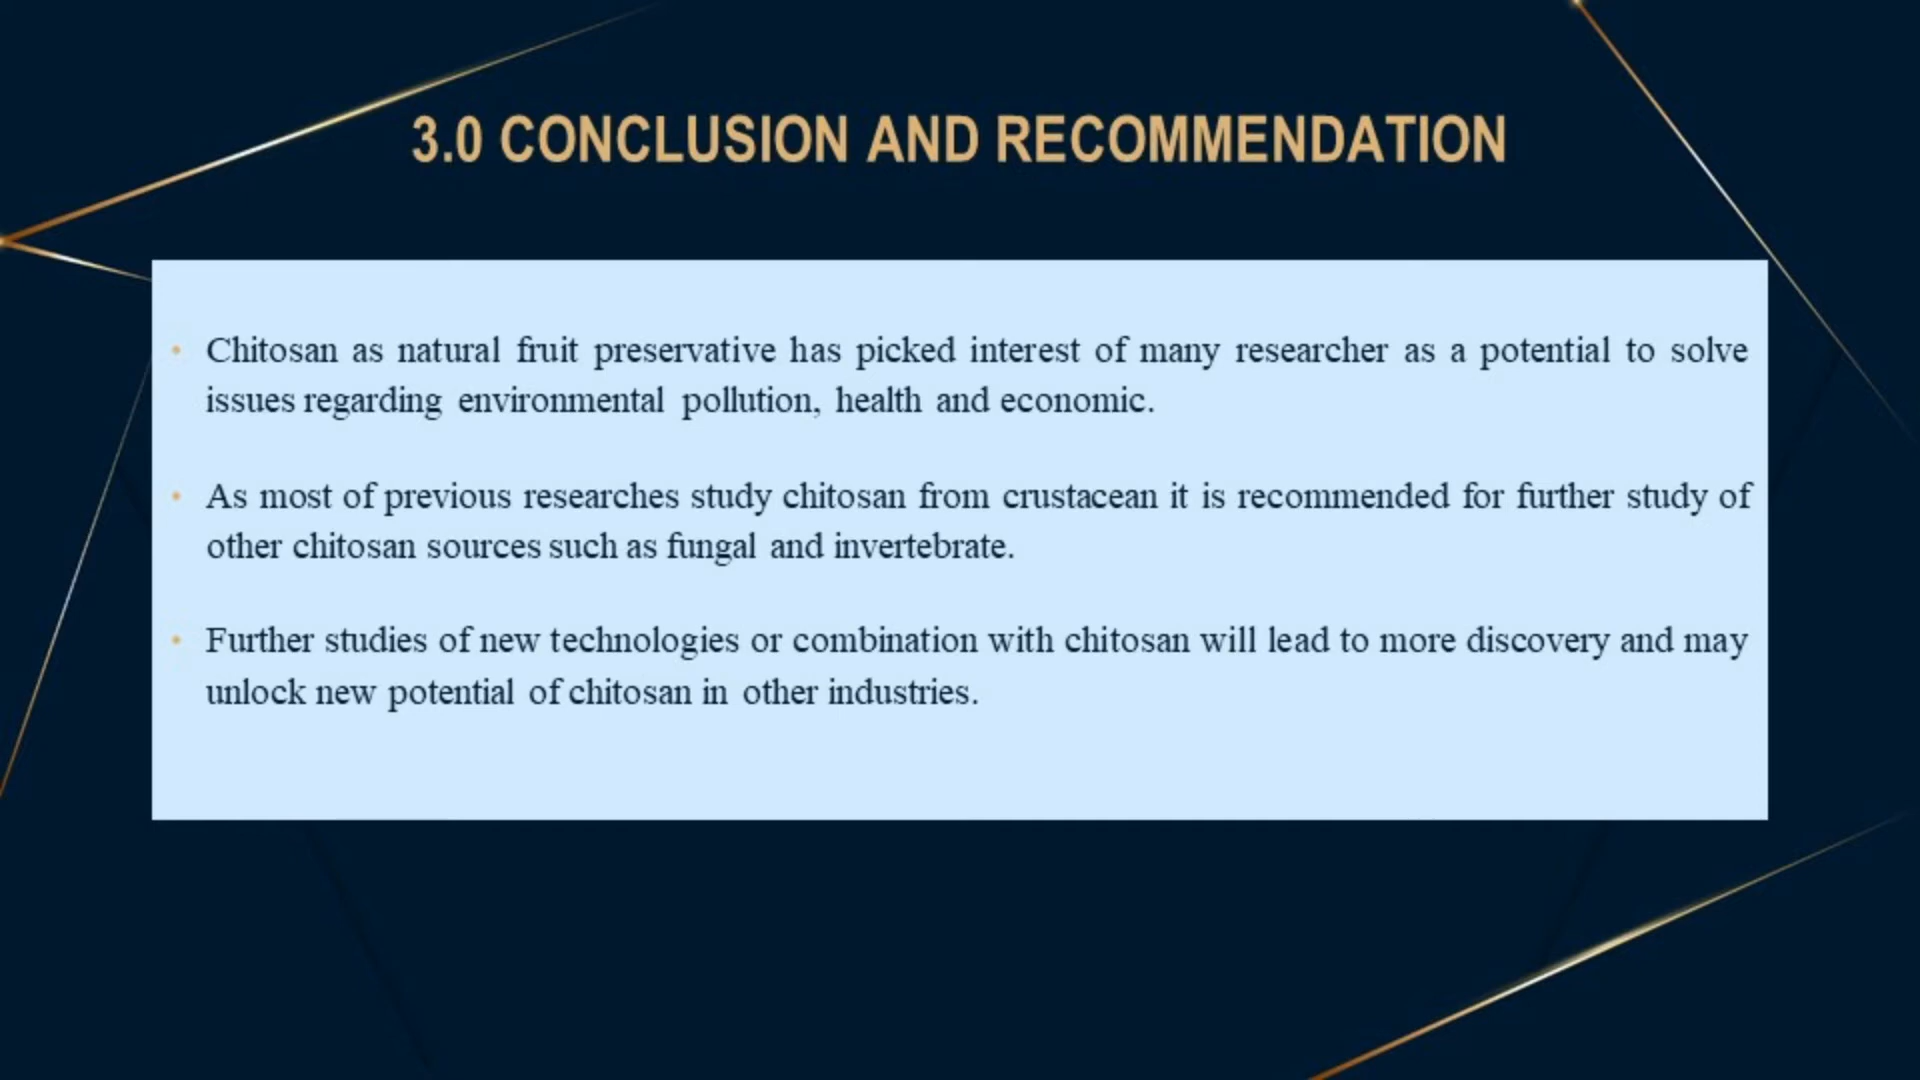 3.0 CONCLUSION AND RECOMMENDATION
• Chitosan as natural fruit preservative has picked interest of many researcher as a potential to solve
issues regarding environmental pollution, health and economic.
• As most of previous researches study chitosan from crustacean it is recommended for further study of
other chitosan sources such as fungal and invertebrate.
• Further studies of new technologies or combination with chitosan will lead to more discovery and may
unlock new potential of chitosan in other industries.